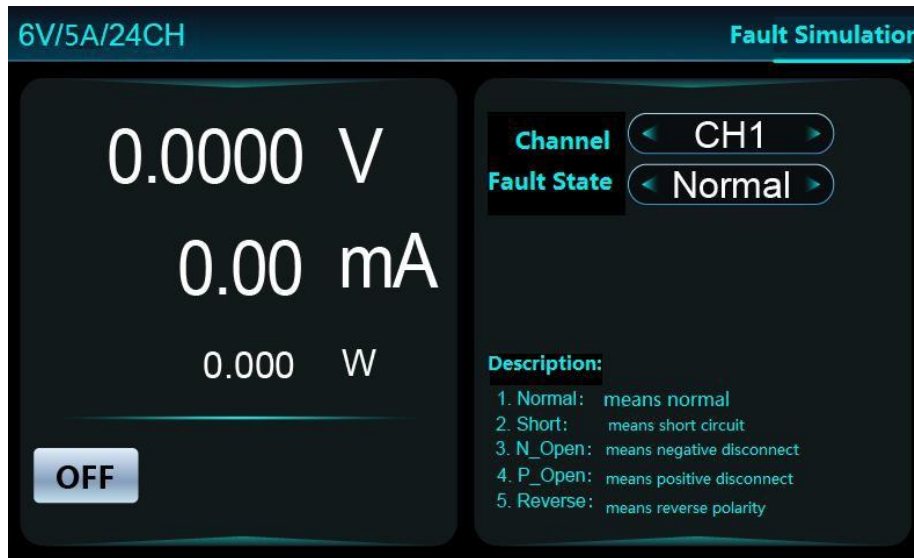 6V/5A/24CH
Fault Simulation
0.0000 V
0.00 mA
0.000 W
OFF
Channel < CH1 >
Fault State < Normal >
Description:
1. Normal: means normal
2. Short: means short circuit
3. N_Open: means negative disconnect
4. P_Open: means positive disconnect
5. Reverse: means reverse polarity